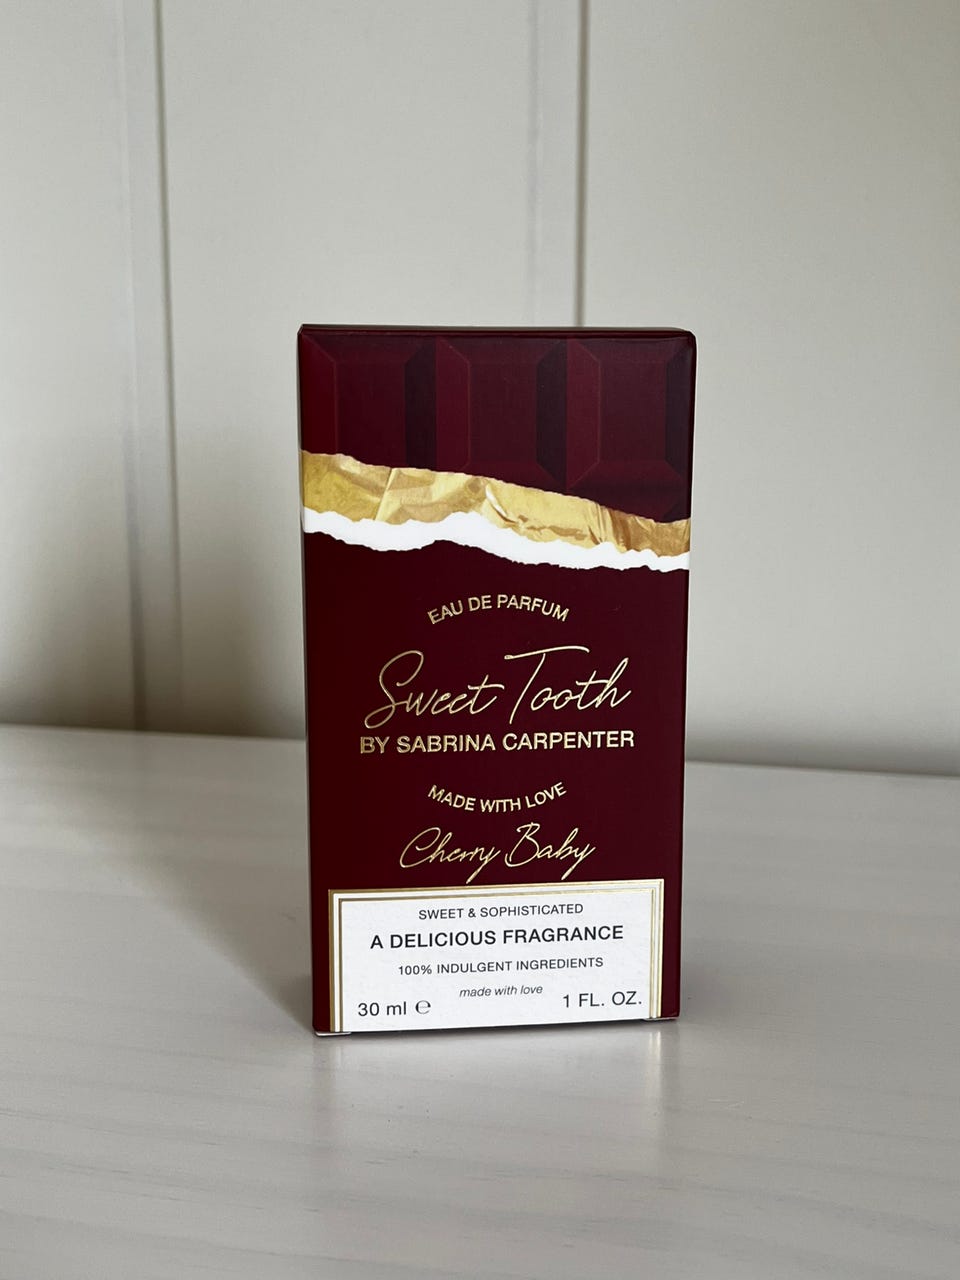 EAU DE PARFUM
Sweet Tooth
BY SABRINA CARPENTER
MADE WITH LOVE
Cherry Baby
SWEET & SOPHISTICATED
A DELICIOUS FRAGRANCE
100% INDULGENT INGREDIENTS
made with love
30 ml ℮ 1 FL. OZ.